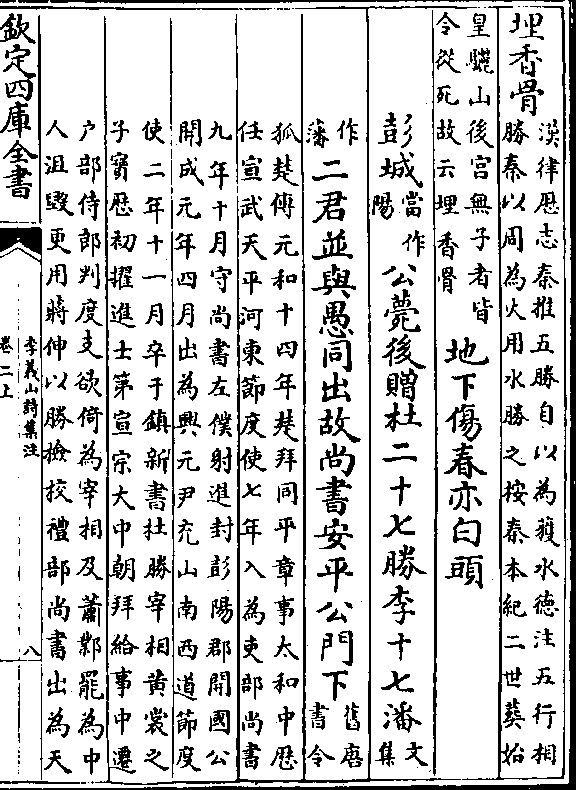 埋香骨
漢律厯志秦推五勝自以為獲水德注五行相
勝秦以周為火用水勝之按秦本紀二世葬始
皇驪山後宫無子者皆
令從死故云埋香骨
地下傷春亦白頭
彭城
當作
陽
公薨後贈杜二十七勝李十七潘
文
集
作
藩
二君並與愚同出故尚書安平公門下
舊唐
書令
狐楚傳元和十四年楚拜同平章事太和中歴
任宣武天平河東節度使七年入為吏部尚書
九年十月守尚書左僕射進封彭陽郡開國公
開成元年四月出為興元尹充山南西道節度
使二年十一月卒于鎮新書杜勝宰相黄裳之
子寳歴初擢進士第宣宗大中朝拜給事中遷
户部侍郎判度支欲倚為宰相及蕭鄴罷為中
人沮毁更用蔣伸以勝檢挍禮部尚書出為天
欽定四庫全書
李義山詩集注
卷二上
八